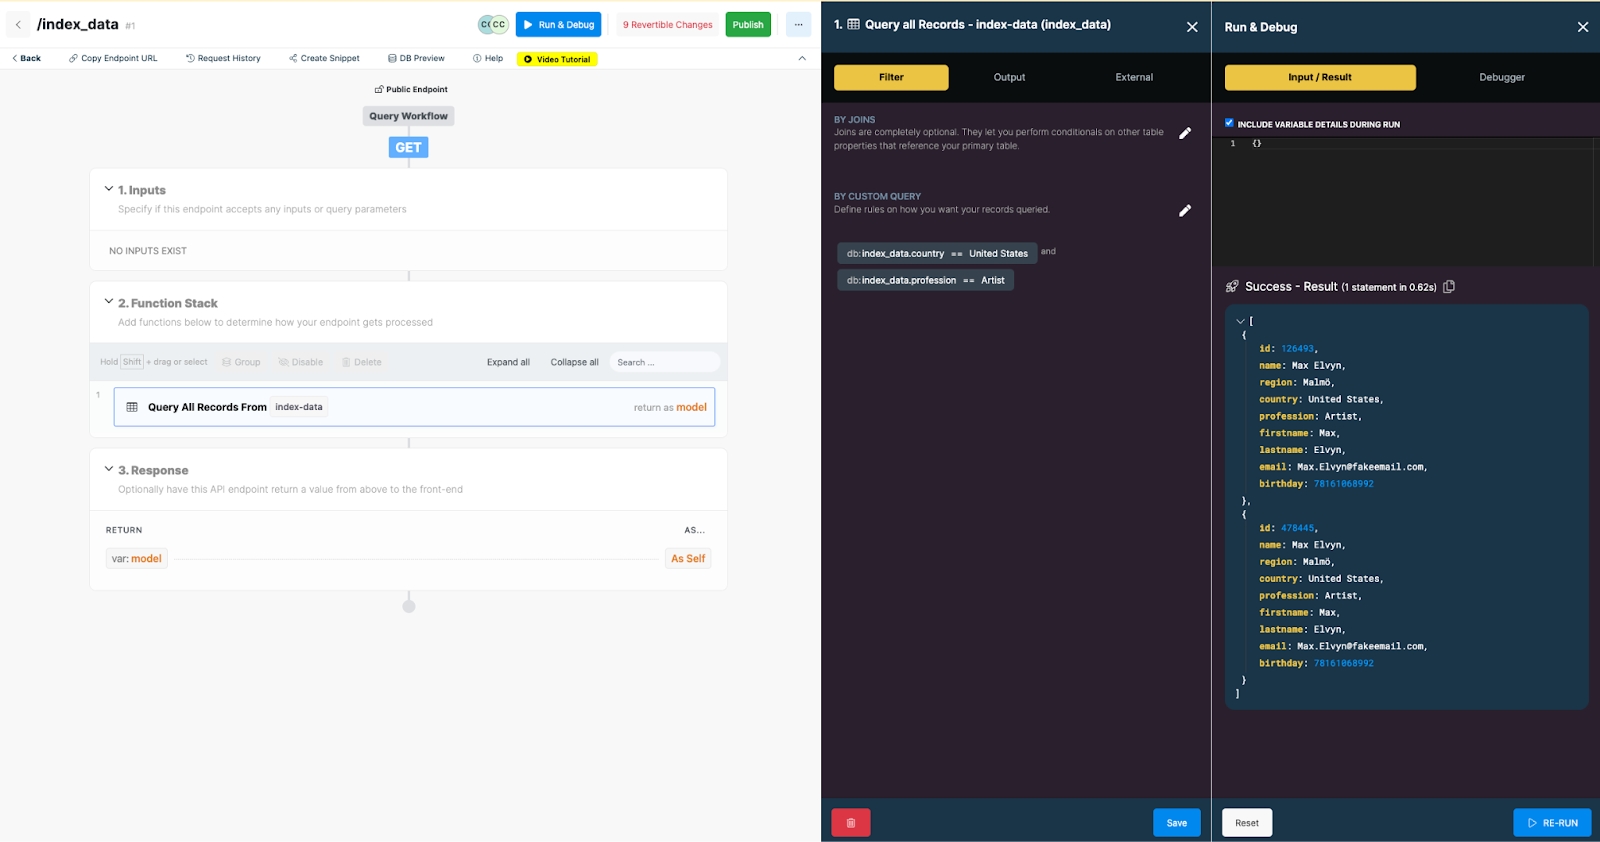 /index_data #1
CC
Run & Debug
9 Revertible Changes
Publish
...
Back
Copy Endpoint URL
Request History
Create Snippet
DB Preview
Help
Video Tutorial
Public Endpoint
Query Workflow
GET
1. Inputs
Specify if this endpoint accepts any inputs or query parameters
NO INPUTS EXIST
2. Function Stack
Add functions below to determine how your endpoint gets processed
Hold Shift + drag or select
Group
Disable
Delete
Expand all
Collapse all
Search ...
1
Query All Records From index-data
return as model
3. Response
Optionally have this API endpoint return a value from above to the front-end
RETURN
AS...
var: model
As Self
1. Query all Records - index-data (index_data)
Filter
Output
External
BY JOINS
Joins are completely optional. They let you perform conditionals on other table
properties that reference your primary table.
BY CUSTOM QUERY
Define rules on how you want your records queried.
db:index_data.country == United States and
db:index_data.profession == Artist
Save
Run & Debug
Input / Result
Debugger
INCLUDE VARIABLE DETAILS DURING RUN
1 {}
Success - Result (1 statement in 0.62s)
[
{
id: 126493,
name: Max Elvyn,
region: Malmö,
country: United States,
profession: Artist,
firstname: Max,
lastname: Elvyn,
email: Max.Elvyn@fakeemail.com,
birthday: 78161068992
},
{
id: 478445,
name: Max Elvyn,
region: Malmö,
country: United States,
profession: Artist,
firstname: Max,
lastname: Elvyn,
email: Max.Elvyn@fakeemail.com,
birthday: 78161068992
}
]
Reset
RE-RUN